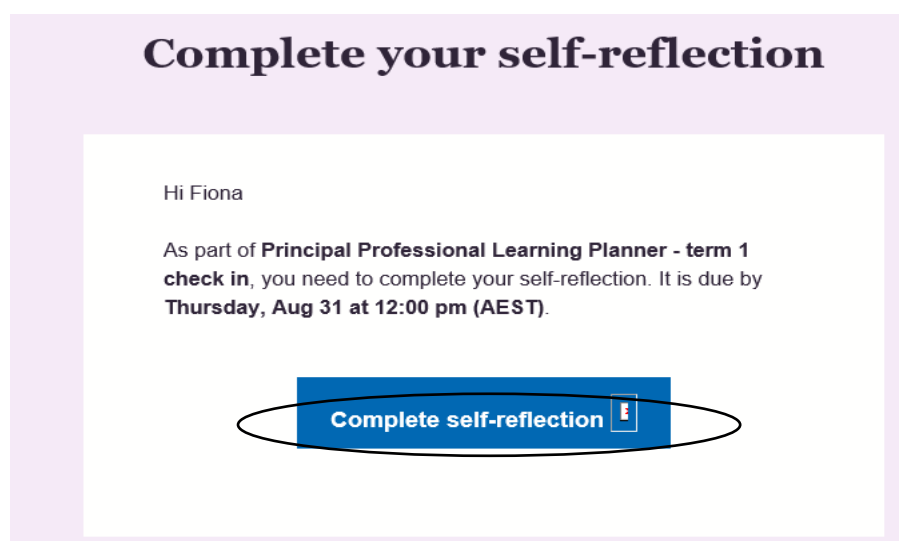 Complete your self-reflection
Hi Fiona
As part of Principal Professional Learning Planner - term 1
check in, you need to complete your self-reflection. It is due by
Thursday, Aug 31 at 12:00 pm (AEST).
Complete self-reflection